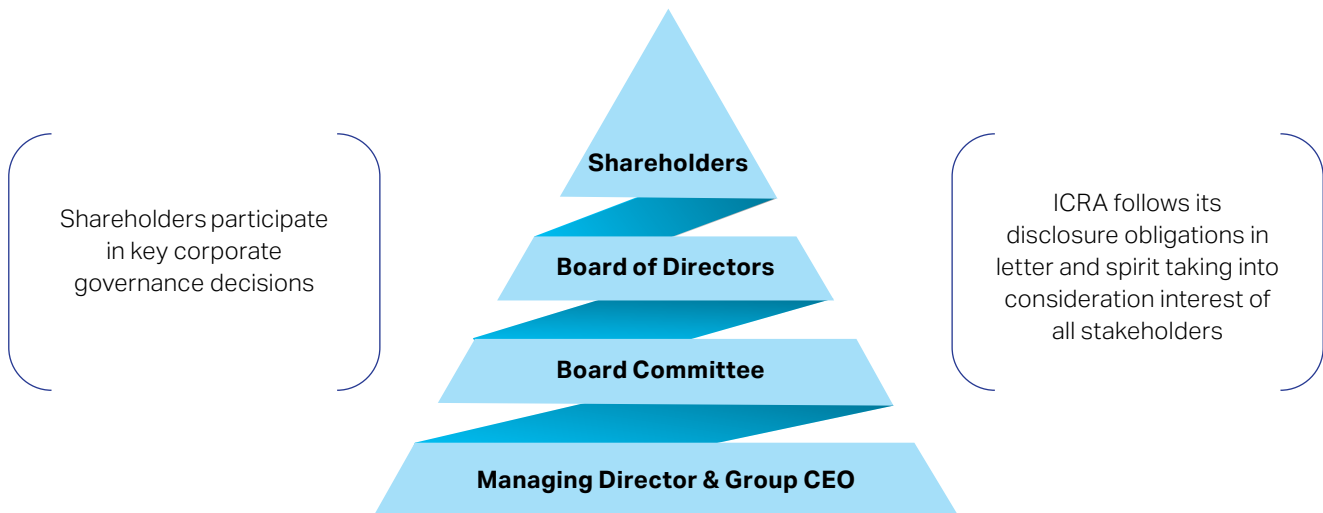 Shareholders participate
in key corporate
governance decisions
Shareholders
Board of Directors
Board Committee
Managing Director & Group CEO
ICRA follows its
disclosure obligations in
letter and spirit taking into
consideration interest of
all stakeholders